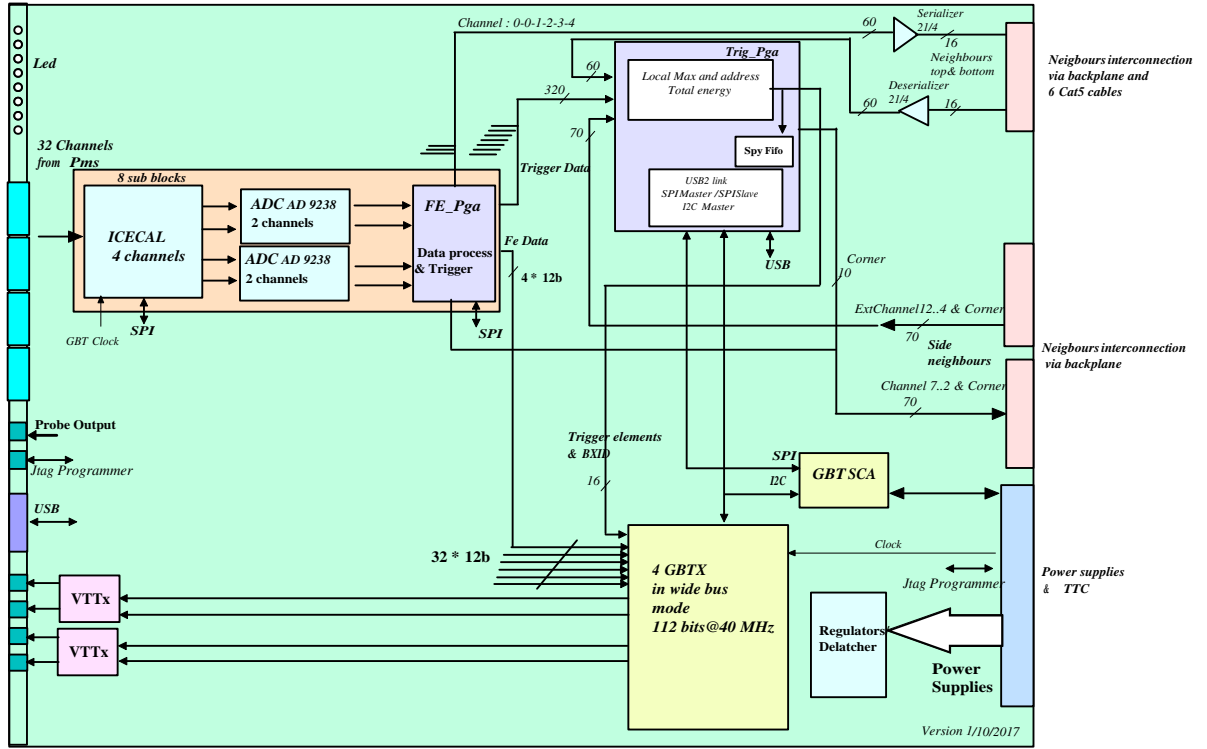 Channel : 0-0-1-2-3-4
60
Serializer
21/4
16
Neighbours
top& bottom
Deserializer
21/4
60
16
Neigbours interconnection
via backplane and
6 Cat5 cables
Led
Trig_Pga
60
Local Max and address
Total energy
320
70
Spy Fifo
USB2 link
SPIMaster /SPISlave
I2C Master
USB
32 Channels
from Pms
8 sub blocks
ICECAL
4 channels
ADC AD 9238
2 channels
ADC AD 9238
2 channels
FE_Pga
Data process
& Trigger
Trigger Data
Fe Data
4 * 12b
SPI
SPI
GBT Clock
Corner
10
ExtChannel12..4 & Corner
70
Side
neighbours
Channel 7..2 & Corner
70
Neigbours interconnection
via backplane
Probe Output
Jtag Programmer
USB
Trigger elements
& BXID
16
SPI
I2C
GBT SCA
32 * 12b
4 GBTX
in wide bus
mode
112 bits@40 MHz
Clock
Jtag Programmer
Power supplies
& TTC
VTTx
VTTx
Regulators/
Delatcher
Power
Supplies
Version 1/10/2017